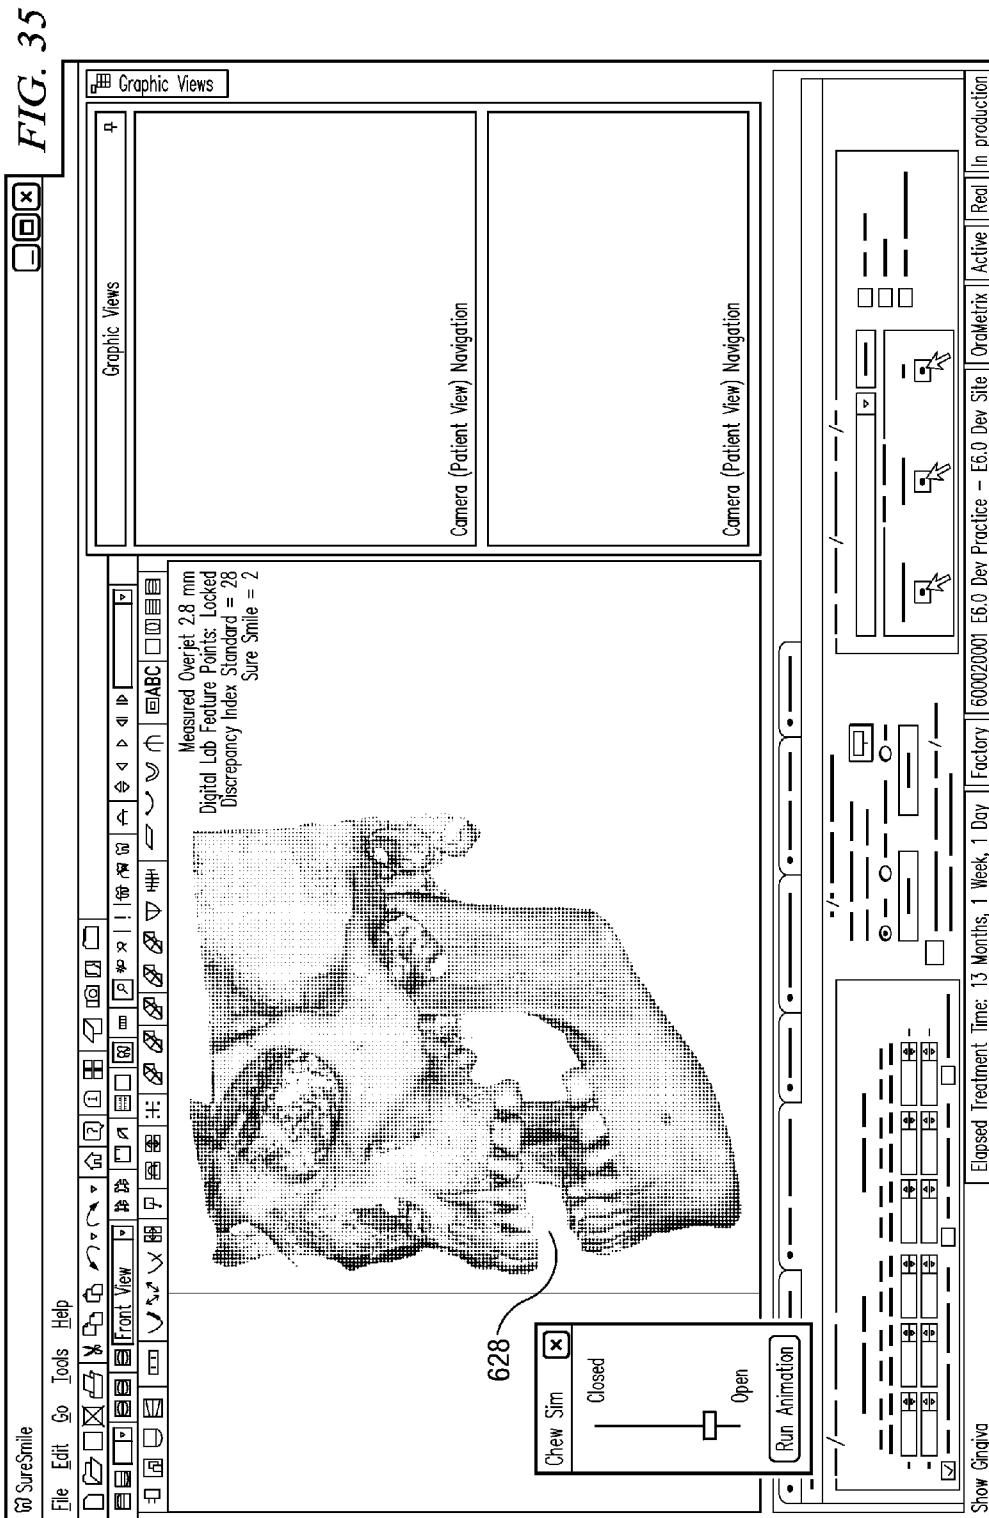 FIG. 35
SureSmile
File Edit Go Tools Help
Front View
ABC
Graphic Views
Graphic Views
Measured Overjet 2.8 mm
Digital Lab Feature Points: Locked
Discrepancy Index Standard = 28
Sure Smile = 2
Camera (Patient View) Navigation
Camera (Patient View) Navigation
628
Chew Sim
Closed
Open
Run Animation
Show Gingiva
Elapsed Treatment Time: 13 Months, 1 Week, 1 Day
Factory
600020001 E6.0 Dev Practice – E6.0 Dev Site
OraMetrix
Active
Real
In production